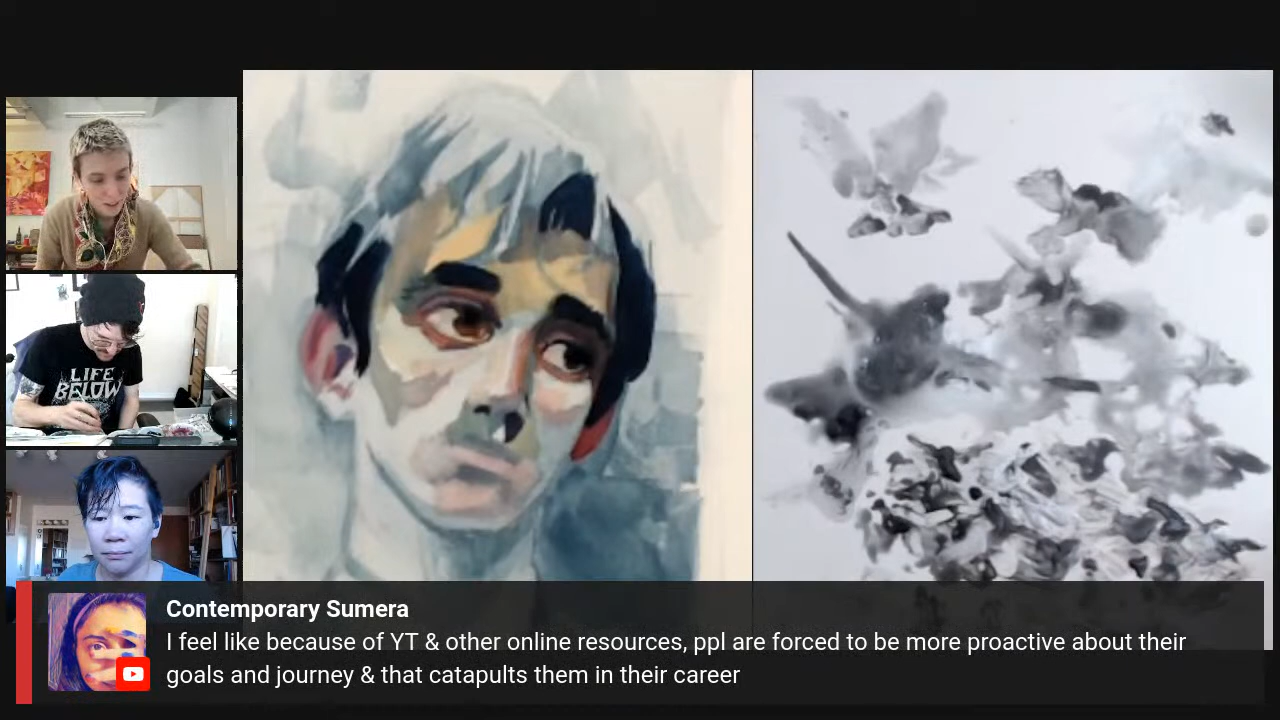 LIFE
BELOW
Contemporary Sumera
I feel like because of YT & other online resources, ppl are forced to be more proactive about their
goals and journey & that catapults them in their career